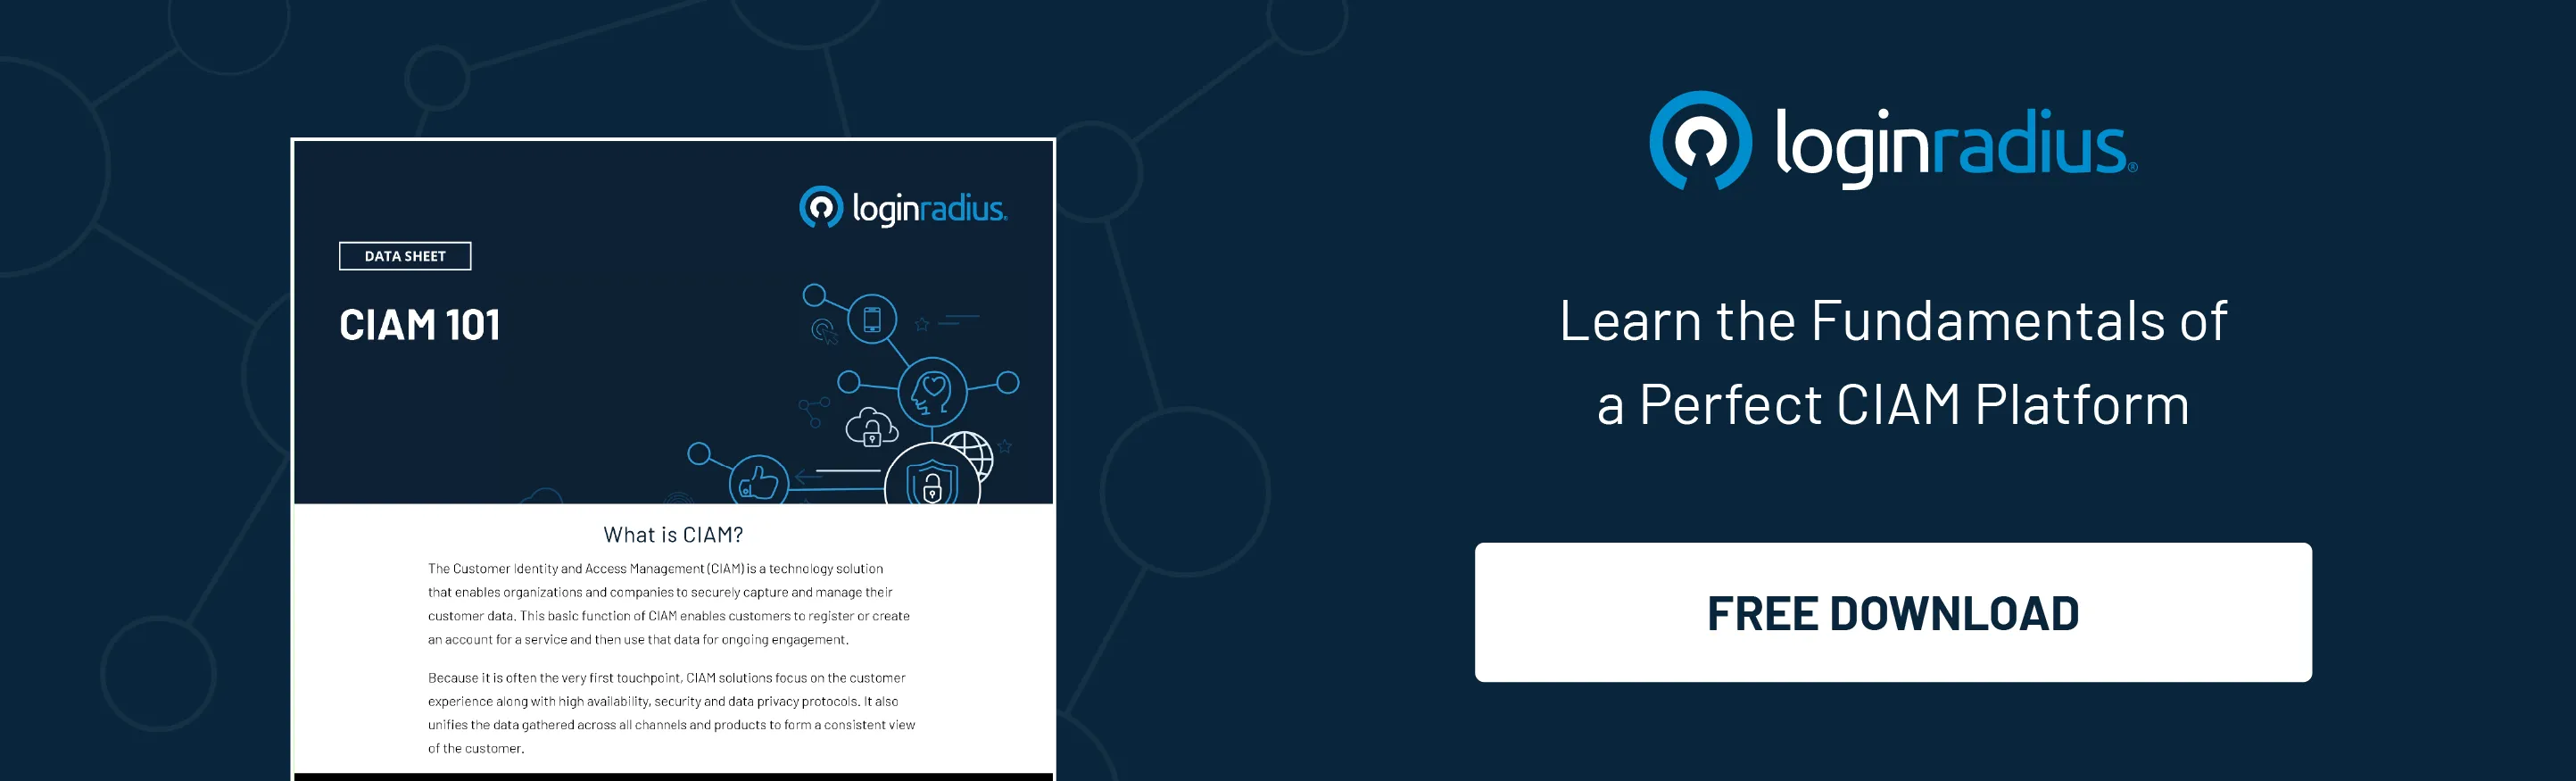 loginradius.
DATA SHEET
CIAM 101
What is CIAM?
The Customer Identity and Access Management (CIAM) is a technology solution
that enables organizations and companies to securely capture and manage their
customer data. This basic function of CIAM enables customers to register or create
an account for a service and then use that data for ongoing engagement.
Because it is often the very first touchpoint, CIAM solutions focus on the customer
experience along with high availability, security and data privacy protocols. It also
unifies the data gathered across all channels and products to form a consistent view
of the customer.
loginradius.®
Learn the Fundamentals of
a Perfect CIAM Platform
FREE DOWNLOAD